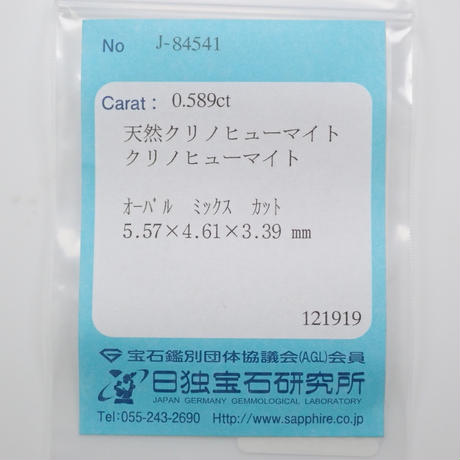 No J-84541
Carat : 0.589ct
天然クリノヒューマイト
クリノヒューマイト
ｵｰﾊﾞﾙ ﾐｯｸｽ ｶｯﾄ
5.57×4.61×3.39 mm
121919
宝石鑑別団体協議会(AGL)会員
日独宝石研究所
JAPAN GERMANY GEMMOLOGICAL LABORATORY
Tel:055-243-2690 Http://www.sapphire.co.jp